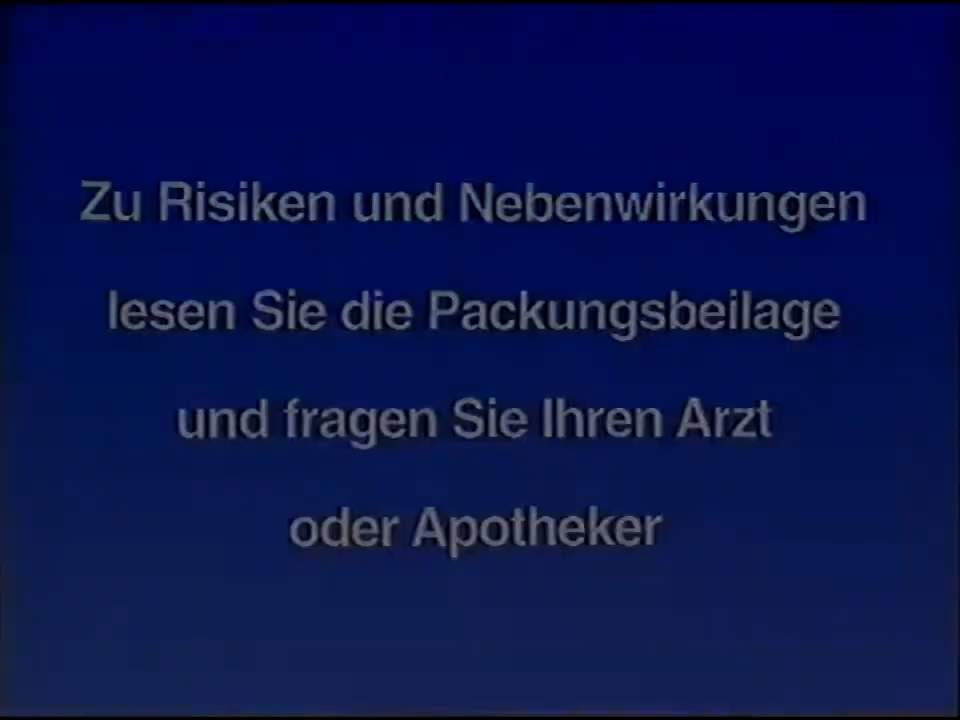 Zu Risiken und Nebenwirkungen
lesen Sie die Packungsbeilage
und fragen Sie Ihren Arzt
oder Apotheker